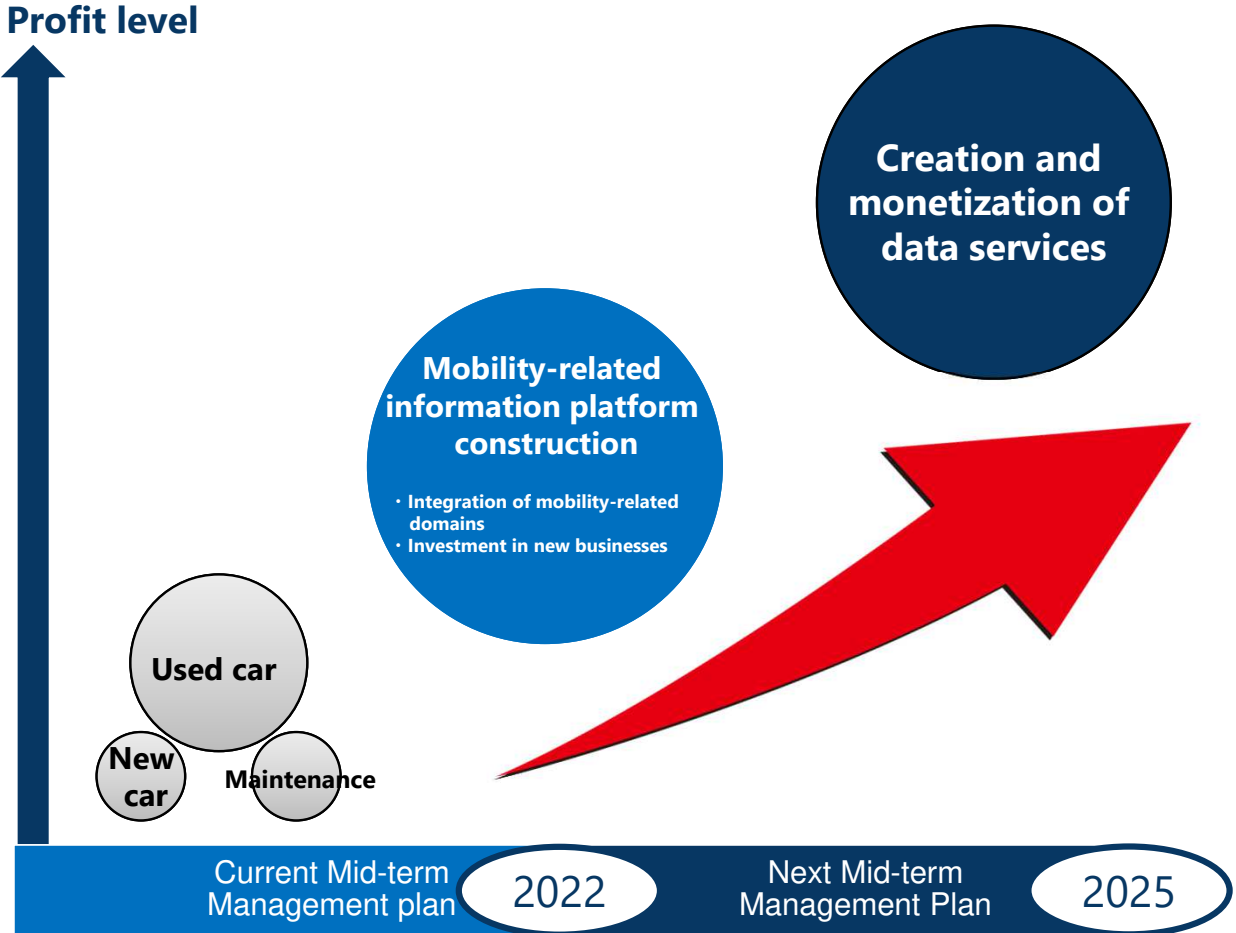 Profit level
Creation and
monetization of
data services
Mobility-related
information platform
construction
・Integration of mobility-related
domains
・Investment in new businesses
Used car
New
car
Maintenance
Current Mid-term
Management plan
2022
Next Mid-term
Management Plan
2025